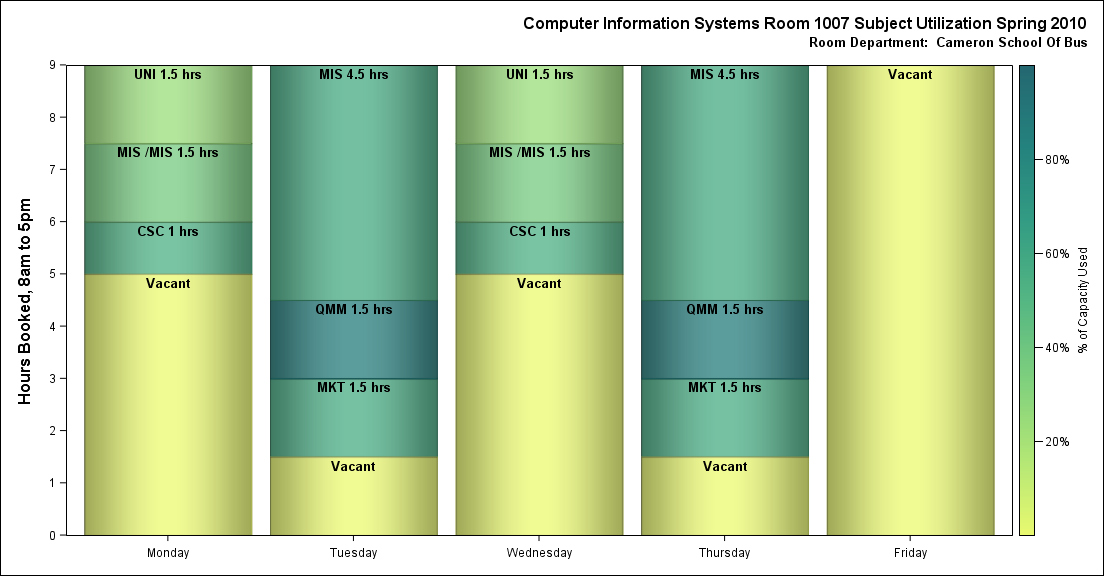 Computer Information Systems Room 1007 Subject Utilization Spring 2010
Room Department:  Cameron School Of Bus
Hours Booked, 8am to 5pm
9
8
7
6
5
4
3
2
1
0
UNI 1.5 hrs
MIS /MIS 1.5 hrs
CSC 1 hrs
Vacant
MIS 4.5 hrs
QMM 1.5 hrs
MKT 1.5 hrs
Vacant
UNI 1.5 hrs
MIS /MIS 1.5 hrs
CSC 1 hrs
Vacant
MIS 4.5 hrs
QMM 1.5 hrs
MKT 1.5 hrs
Vacant
Vacant
Monday
Tuesday
Wednesday
Thursday
Friday
80%
60%
40%
20%
% of Capacity Used